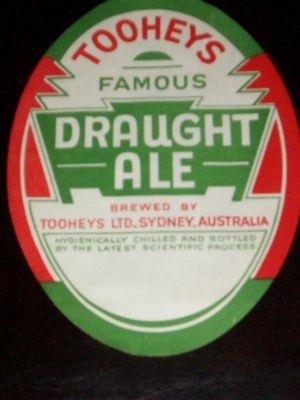 TOOHEYS
FAMOUS
DRAUGHT
ALE
BREWED BY
TOOHEYS LTD., SYDNEY, AUSTRALIA
HYGIENICALLY CHILLED AND BOTTLED
BY THE LATEST SCIENTIFIC PROCESS